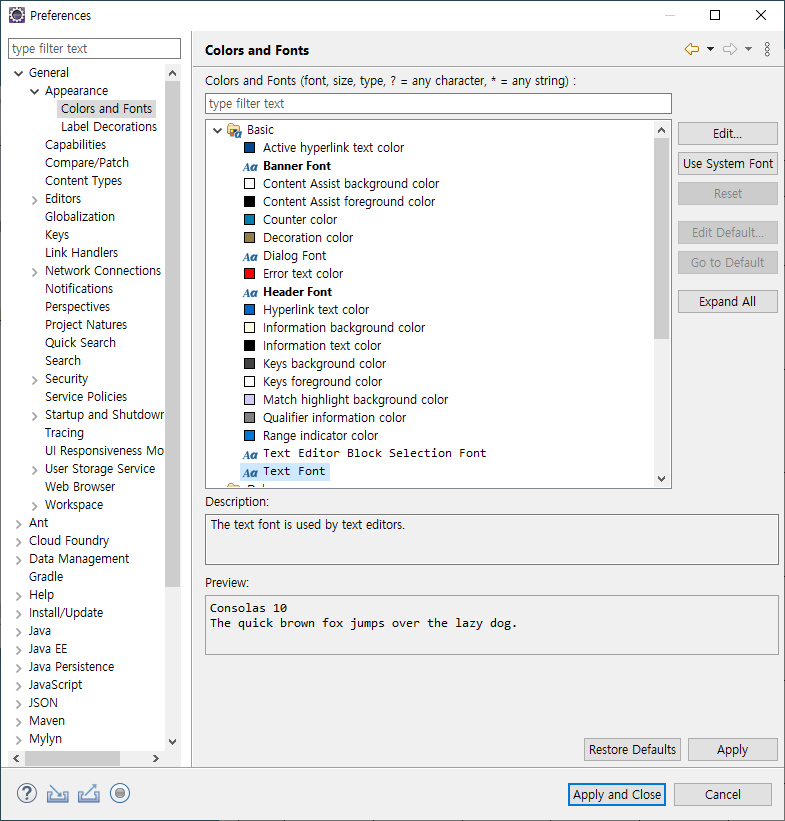 Preferences
type filter text
General
Appearance
Colors and Fonts
Label Decorations
Capabilities
Compare/Patch
Content Types
Editors
Globalization
Keys
Link Handlers
Network Connections
Notifications
Perspectives
Project Natures
Quick Search
Search
Security
Service Policies
Startup and Shutdown
Tracing
UI Responsiveness Mo
User Storage Service
Web Browser
Workspace
Ant
Cloud Foundry
Data Management
Gradle
Help
Install/Update
Java
Java EE
Java Persistence
JavaScript
JSON
Maven
Mylyn
Colors and Fonts
Colors and Fonts (font, size, type, ? = any character, * = any string) :
type filter text
Basic
Active hyperlink text color
Aa Banner Font
Content Assist background color
Content Assist foreground color
Counter color
Decoration color
Aa Dialog Font
Error text color
Aa Header Font
Hyperlink text color
Information background color
Information text color
Keys background color
Keys foreground color
Match highlight background color
Qualifier information color
Range indicator color
Aa Text Editor Block Selection Font
Aa Text Font
Edit...
Use System Font
Reset
Edit Default...
Go to Default
Expand All
Description:
The text font is used by text editors.
Preview:
Consolas 10
The quick brown fox jumps over the lazy dog.
Restore Defaults
Apply
?
Apply and Close
Cancel